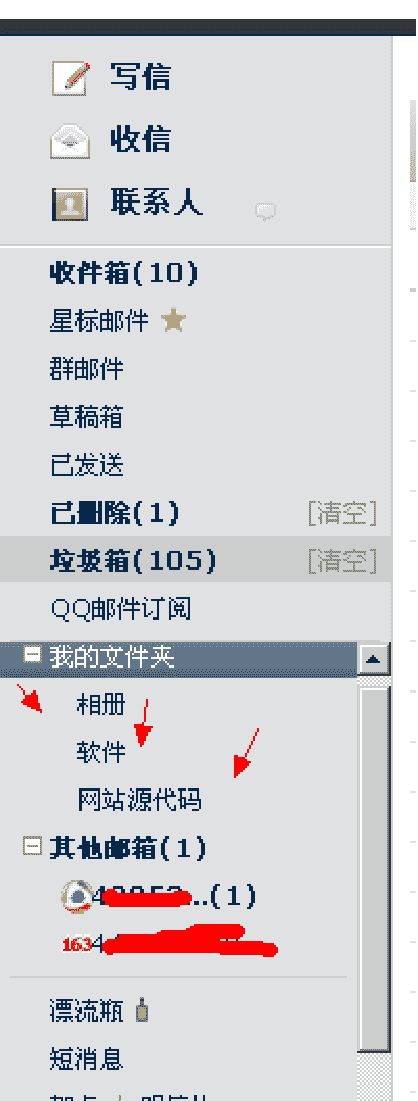 写信
收信
联系人
收件箱(10)
星标邮件
群邮件
草稿箱
已发送
已删除(1) [清空]
垃圾箱(105) [清空]
QQ邮件订阅
我的文件夹
相册
软件
网站源代码
其他邮箱(1)
..(1)
163
漂流瓶
短消息